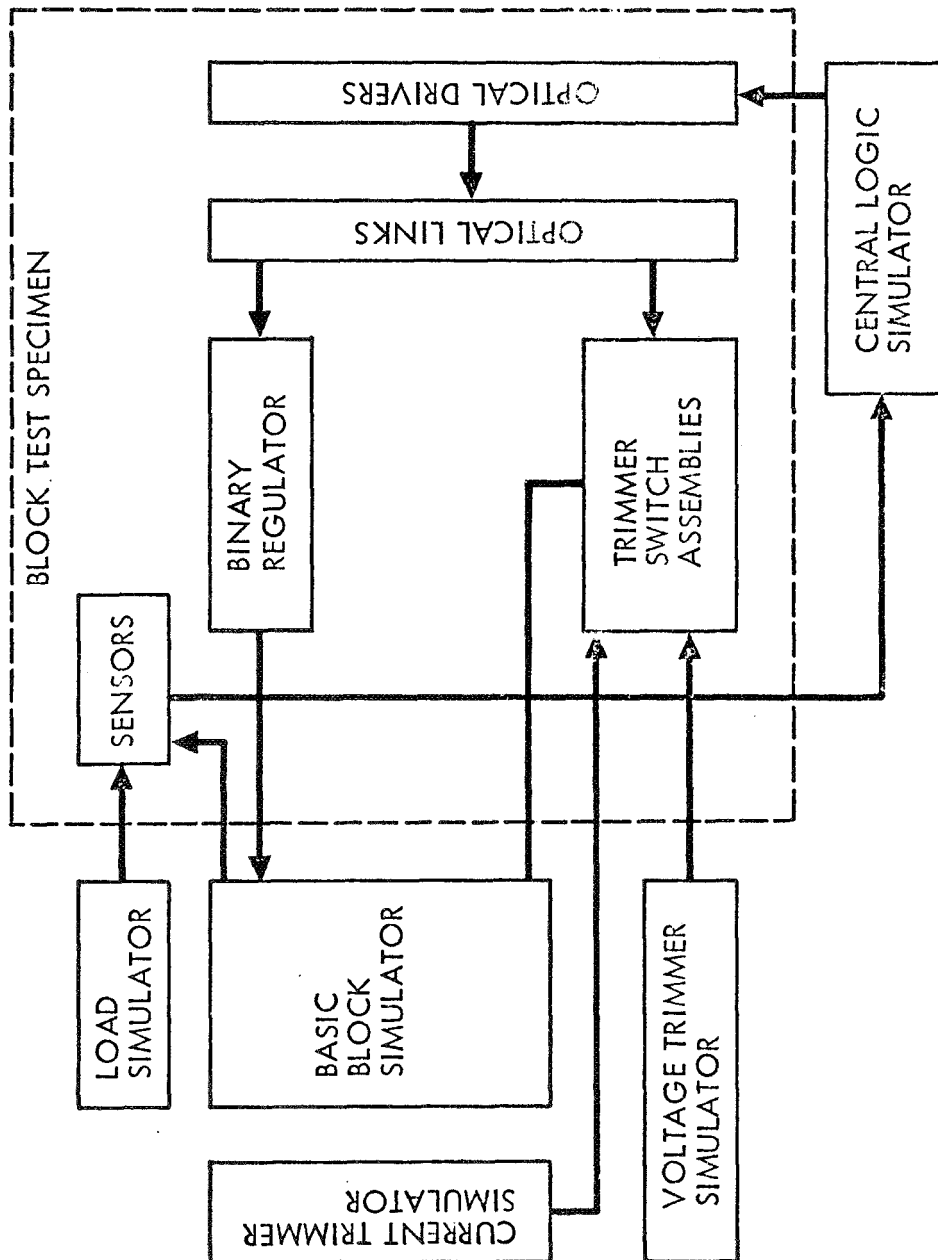 BLOCK TEST SPECIMEN
LOAD
SIMULATOR
SENSORS
BASIC
BLOCK
SIMULATOR
BINARY
REGULATOR
OPTICAL LINKS
OPTICAL DRIVERS
CURRENT TRIMMER
SIMULATOR
TRIMMER
SWITCH
ASSEMBLIES
VOLTAGE TRIMMER
SIMULATOR
CENTRAL LOGIC
SIMULATOR